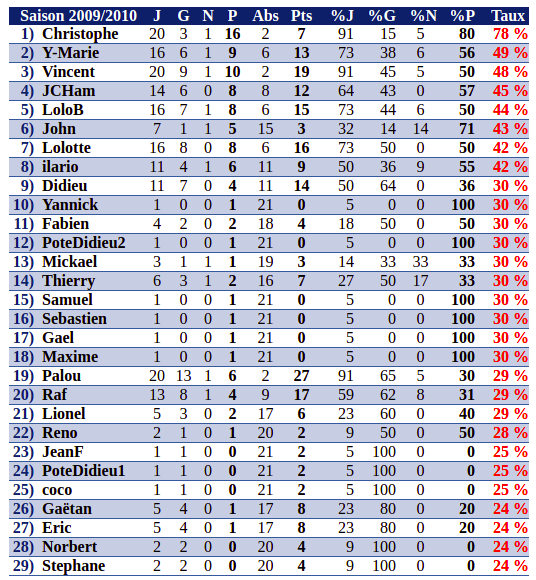 Saison 2009/2010 J G N P Abs Pts %J %G %N %P Taux
1) Christophe 20 3 1 16 2 7 91 15 5 80 78 %
2) Y-Marie 16 6 1 9 6 13 73 38 6 56 49 %
3) Vincent 20 9 1 10 2 19 91 45 5 50 48 %
4) JCHam 14 6 0 8 8 12 64 43 0 57 45 %
5) LoloB 16 7 1 8 6 15 73 44 6 50 44 %
6) John 7 1 1 5 15 3 32 14 14 71 43 %
7) Lolotte 16 8 0 8 6 16 73 50 0 50 42 %
8) ilario 11 4 1 6 11 9 50 36 9 55 42 %
9) Didieu 11 7 0 4 11 14 50 64 0 36 30 %
10) Yannick 1 0 0 1 21 0 5 0 0 100 30 %
11) Fabien 4 2 0 2 18 4 18 50 0 50 30 %
12) PoteDidieu2 1 0 0 1 21 0 5 0 0 100 30 %
13) Mickael 3 1 1 1 19 3 14 33 33 33 30 %
14) Thierry 6 3 1 2 16 7 27 50 17 33 30 %
15) Samuel 1 0 0 1 21 0 5 0 0 100 30 %
16) Sebastien 1 0 0 1 21 0 5 0 0 100 30 %
17) Gael 1 0 0 1 21 0 5 0 0 100 30 %
18) Maxime 1 0 0 1 21 0 5 0 0 100 30 %
19) Palou 20 13 1 6 2 27 91 65 5 30 29 %
20) Raf 13 8 1 4 9 17 59 62 8 31 29 %
21) Lionel 5 3 0 2 17 6 23 60 0 40 29 %
22) Reno 2 1 0 1 20 2 9 50 0 50 28 %
23) JeanF 1 1 0 0 21 2 5 100 0 0 25 %
24) PoteDidieu1 1 1 0 0 21 2 5 100 0 0 25 %
25) coco 1 1 0 0 21 2 5 100 0 0 25 %
26) Gaëtan 5 4 0 1 17 8 23 80 0 20 24 %
27) Eric 5 4 0 1 17 8 23 80 0 20 24 %
28) Norbert 2 2 0 0 20 4 9 100 0 0 24 %
29) Stephane 2 2 0 0 20 4 9 100 0 0 24 %